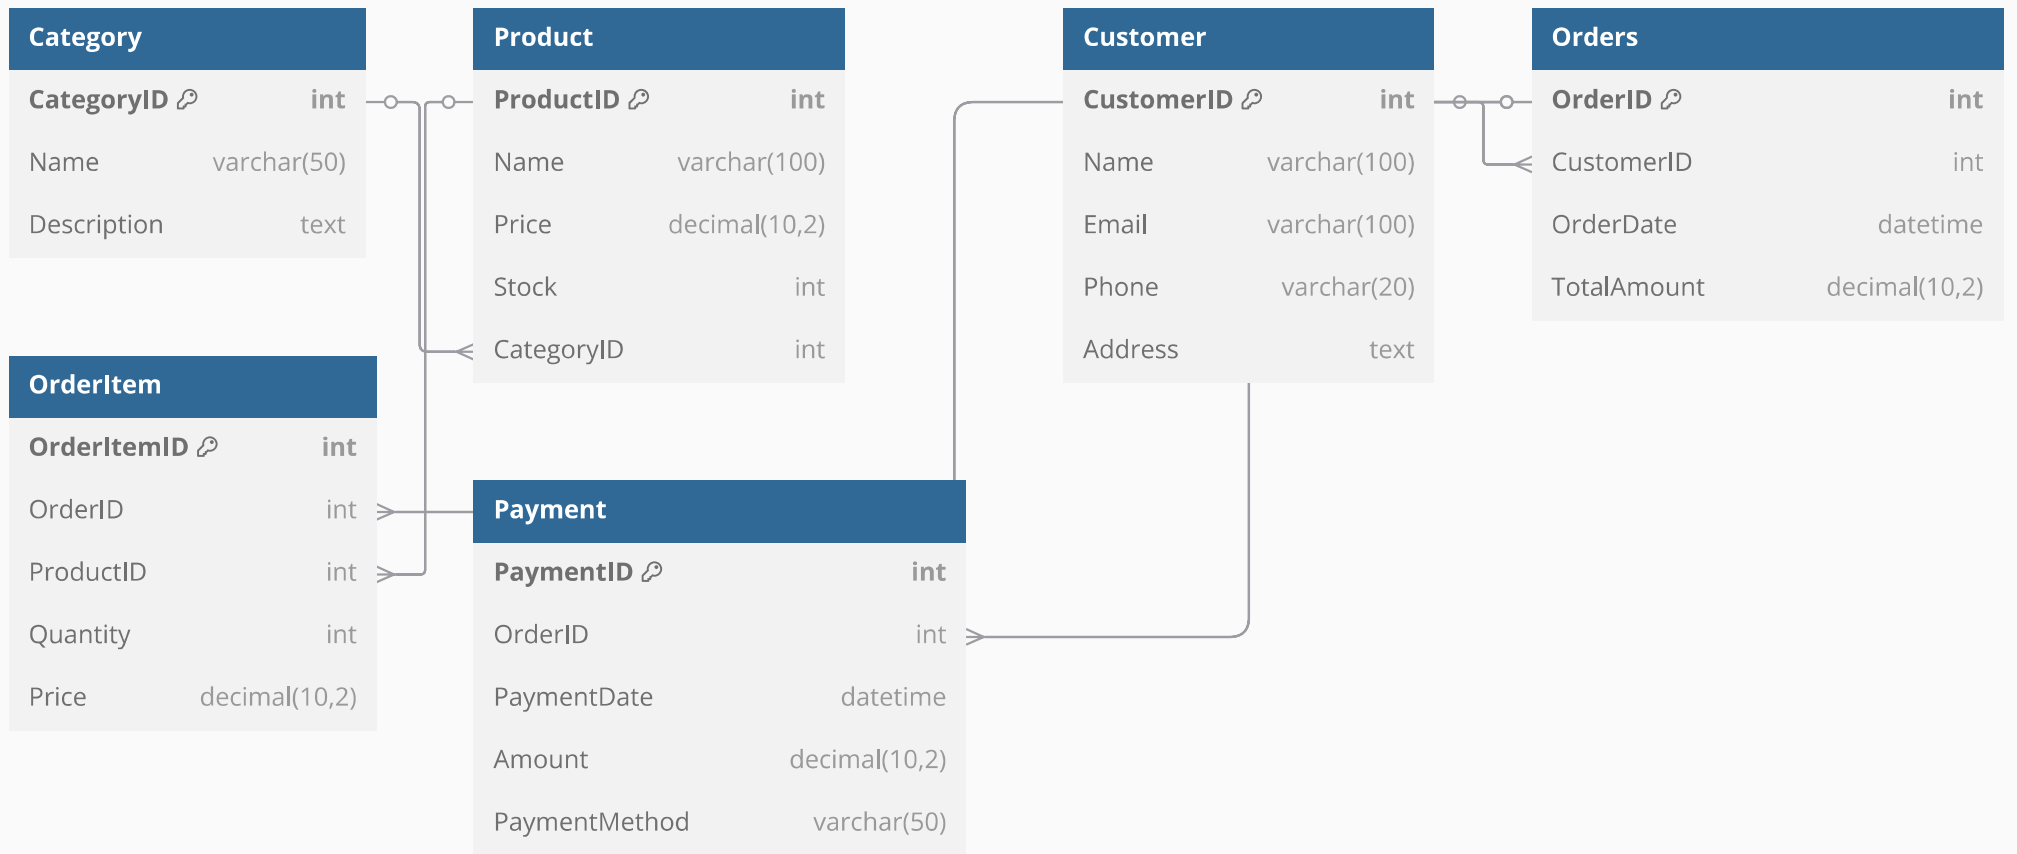 Category
CategoryID int
Name varchar(50)
Description text
Product
ProductID int
Name varchar(100)
Price decimal(10,2)
Stock int
CategoryID int
Customer
CustomerID int
Name varchar(100)
Email varchar(100)
Phone varchar(20)
Address text
Orders
OrderID int
CustomerID int
OrderDate datetime
TotalAmount decimal(10,2)
OrderItem
OrderItemID int
OrderID int
ProductID int
Quantity int
Price decimal(10,2)
Payment
PaymentID int
OrderID int
PaymentDate datetime
Amount decimal(10,2)
PaymentMethod varchar(50)